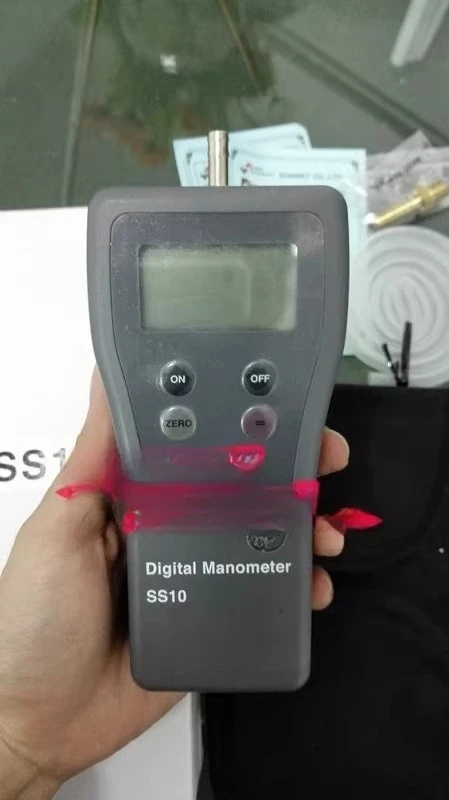 ON
OFF
ZERO
=
SS1
Digital Manometer
SS10